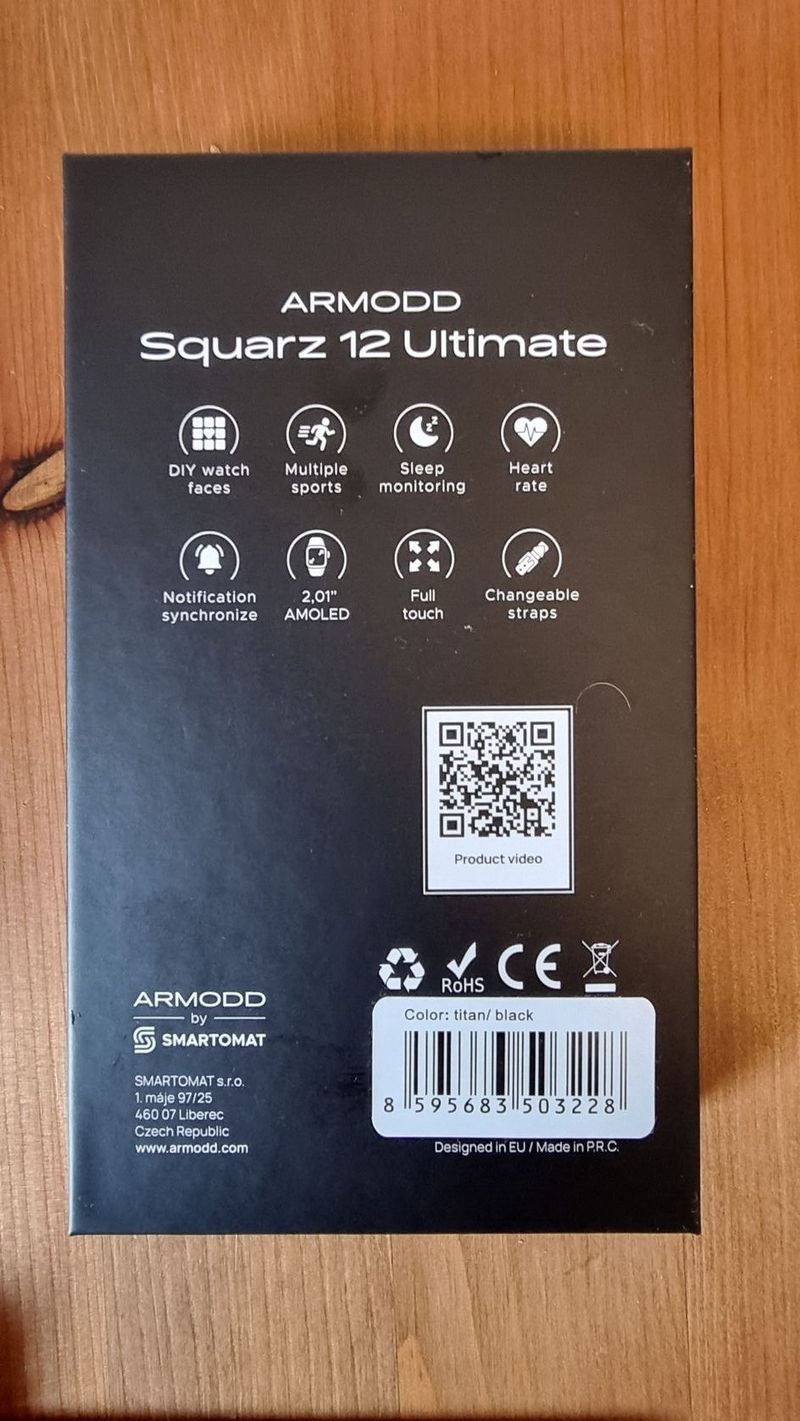 ARMODD
Squarz 12 Ultimate
DIY watch
faces
Multiple
sports
Sleep
monitoring
Heart
rate
Notification
synchronize
2,01"
AMOLED
Full
touch
Changeable
straps
Product video
RoHS
CE
ARMODD
by
SMARTOMAT
SMARTOMAT s.r.o.
1. máje 97/25
460 07 Liberec
Czech Republic
www.armodd.com
Color: titan/ black
8 595683 503228
Designed in EU / Made in P.R.C.